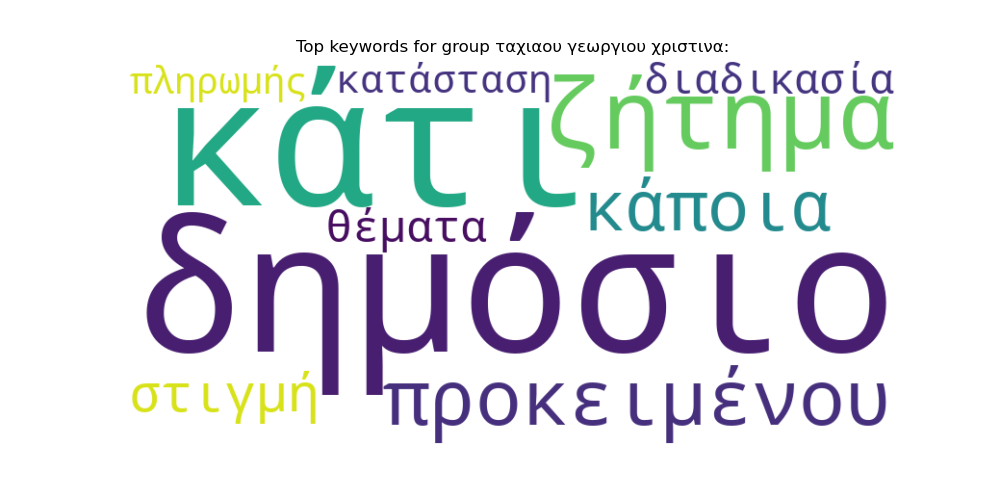 Top keywords for group ταχιαου γεωργιου χριστινα:
πληρωμής κατάσταση διαδικασία
κάτι ζήτημα
κάποια
θέματα
δημόσιο
στιγμή προκειμένου